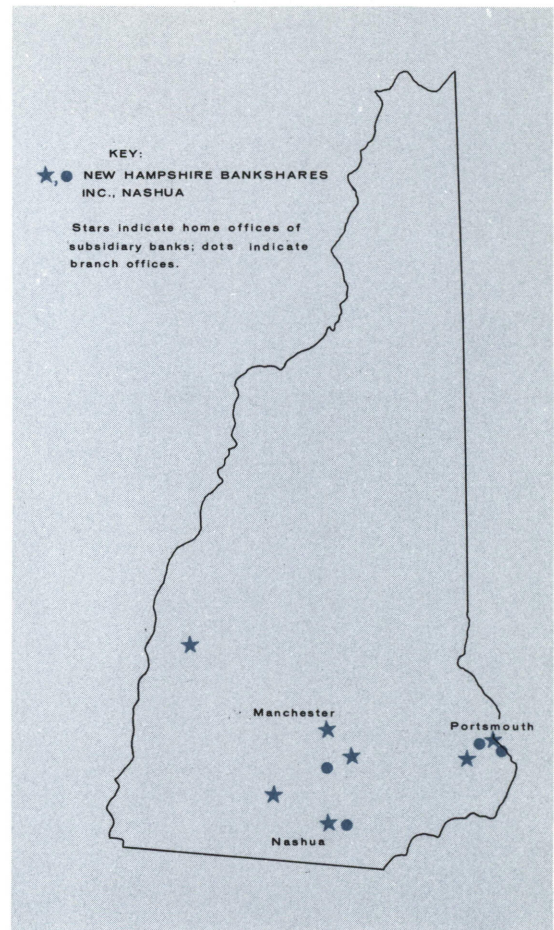 KEY:
★,● NEW HAMPSHIRE BANKSHARES
INC., NASHUA
Stars indicate home offices of
subsidiary banks; dots indicate
branch offices.
Manchester
Portsmouth
Nashua